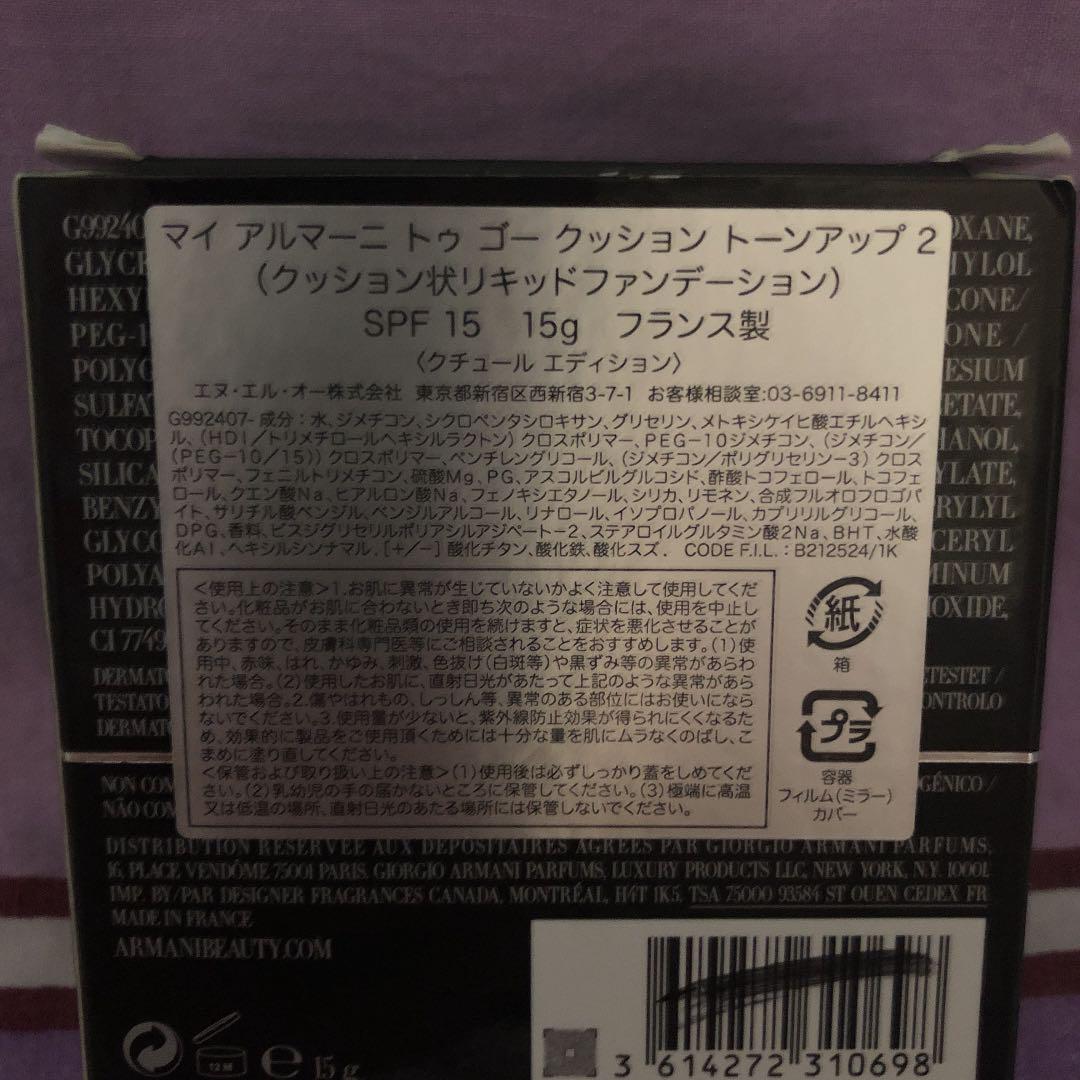 マイ アルマーニ トゥ ゴー クッション トーンアップ 2
（クッション状リキッドファンデーション）
SPF 15　15g　フランス製
〈クチュール エディション〉
エヌ・エル・オー株式会社 東京都新宿区西新宿3-7-1 お客様相談室:03-6911-8411
G992407- 成分：水、ジメチコン、シクロペンタシロキサン、グリセリン、メトキシケイヒ酸エチルヘキシ
ル、（HDI／トリメチロールヘキシルラクトン）クロスポリマー、PEG-10ジメチコン、（ジメチコン／
（PEG-10／15））クロスポリマー、ペンチレングリコール、（ジメチコン／ポリグリセリン-3）クロス
ポリマー、フェニルトリメチコン、硫酸Mg、PG、アスコルビルグルコシド、酢酸トコフェロール、トコフェ
ロール、クエン酸Na、ヒアルロン酸Na、フェノキシエタノール、シリカ、リモネン、合成フルオロフロゴパ
イト、サリチル酸ベンジル、ベンジルアルコール、リナロール、イソプロパノール、カプリリルグリコール、
DPG、香料、ビスジグリセリルポリアシルアジペート-2、ステアロイルグルタミン酸2Na、BHT、水酸
化Al、ヘキシルシンナマル．[＋/－] 酸化チタン、酸化鉄、酸化スズ． CODE F.I.L.：B212524/1K
＜使用上の注意＞1.お肌に異常が生じていないかよく注意して使用してくだ
さい。化粧品がお肌に合わないとき即ち次のような場合には、使用を中止し
てください。そのまま化粧品類の使用を続けますと、症状を悪化させることが
ありますので、皮膚科専門医等にご相談されることをおすすめします。(1)使
用中、赤味、はれ、かゆみ、刺激、色抜け(白斑等)や黒ずみ等の異常があらわ
れた場合。(2)使用したお肌に、直射日光があたって上記のような異常があら
われた場合。2.傷やはれもの、しっしん等、異常のある部位にはお使いになら
ないでください。3.使用量が少ないと、紫外線防止効果が得られにくくなるた
め、効果的に製品をご使用頂くためには十分な量を肌にムラなくのばし、こ
まめに塗り直してください。
＜保管および取り扱い上の注意＞(1)使用後は必ずしっかり蓋をしめてくだ
さい。(2)乳幼児の手の届かないところに保管してください。(3)極端に高温
又は低温の場所、直射日光のあたる場所には保管しないでください。
紙
箱
プラ
容器
フィルム(ミラー)
カバー
DISTRIBUTION RÉSERVÉE AUX DÉPOSITAIRES AGRÉÉS PAR GIORGIO ARMANI PARFUMS,
16, PLACE VENDÔME 75001 PARIS. GIORGIO ARMANI PARFUMS, LUXURY PRODUCTS LLC, NEW YORK, N.Y. 10001.
IMP. BY/PAR DESIGNER FRAGRANCES CANADA, MONTRÉAL, H4T 1K5. TSA 75000 93584 ST OUEN CEDEX FR
MADE IN FRANCE
ARMANIBEAUTY.COM
12 M
e 15 g
3 614272 310698